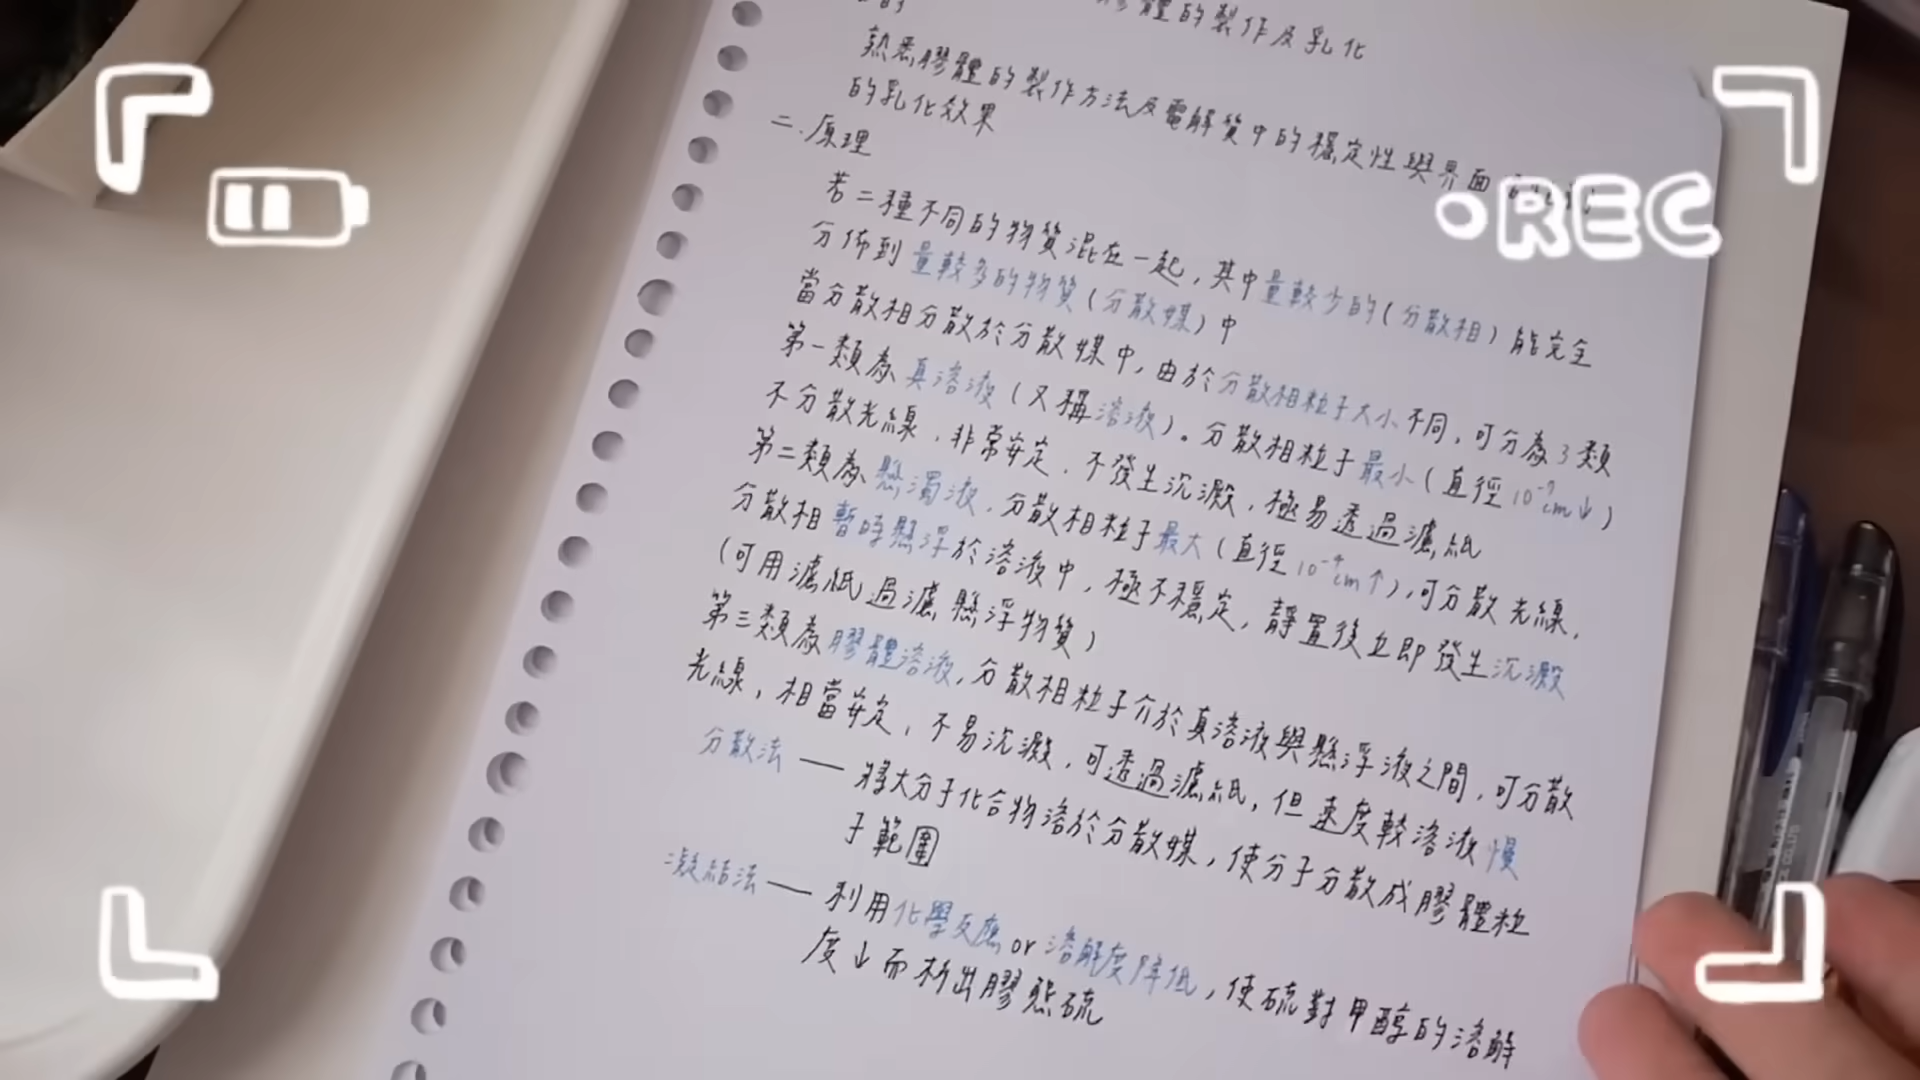 膠體的製作及乳化
熟悉膠體的製作方法及電解質中的穩定性與界面
的乳化效果
二.原理
若二種不同的物質混在一起,其中量較少的(分散相)能完全
分佈到量較多的物質(分散媒)中
當分散相分散於分散媒中,由於分散相粒子大小不同,可分為3類
第一類為真溶液(又稱溶液)。分散相粒子最小(直徑10⁻⁷cm↓)
不分散光線,非常安定,不發生沉澱,極易透過濾紙
第二類為懸濁液,分散相粒子最大(直徑10⁻⁴cm↑),可分散光線,
分散相暫時懸浮於溶液中,極不穩定,靜置後立即發生沉澱
(可用濾紙過濾懸浮物質)
第三類為膠體溶液,分散相粒子介於真溶液與懸浮液之間,可分散
光線,相當安定,不易沉澱,可透過濾紙,但速度較溶液慢
分散法——將大分子化合物溶於分散媒,使分子分散成膠體粒
子範圍
凝結法——利用化學反應or溶解度降低,使硫對甲醇的溶解
度↓而析出膠態硫
•REC